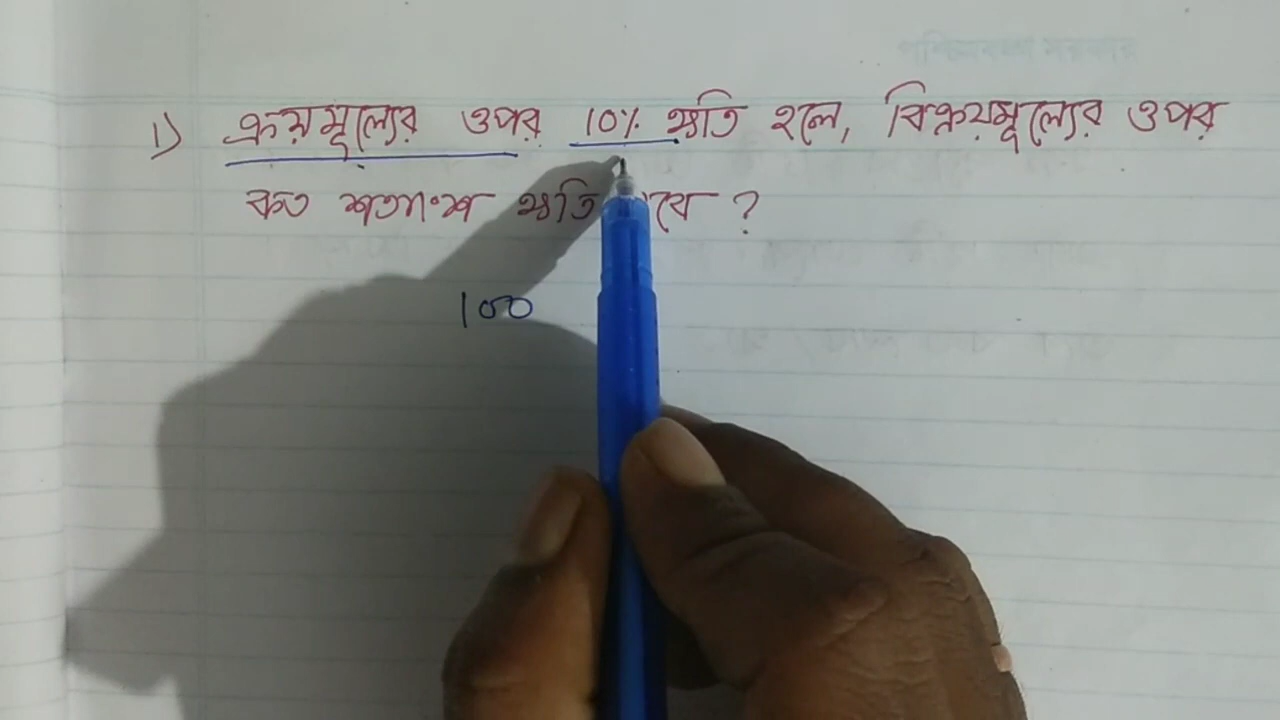 1) ক্রয়মূল্যের ওপর 10% ক্ষতি হলে, বিক্রয়মূল্যের ওপর
কত শতাংশ ক্ষতি বে ?
100